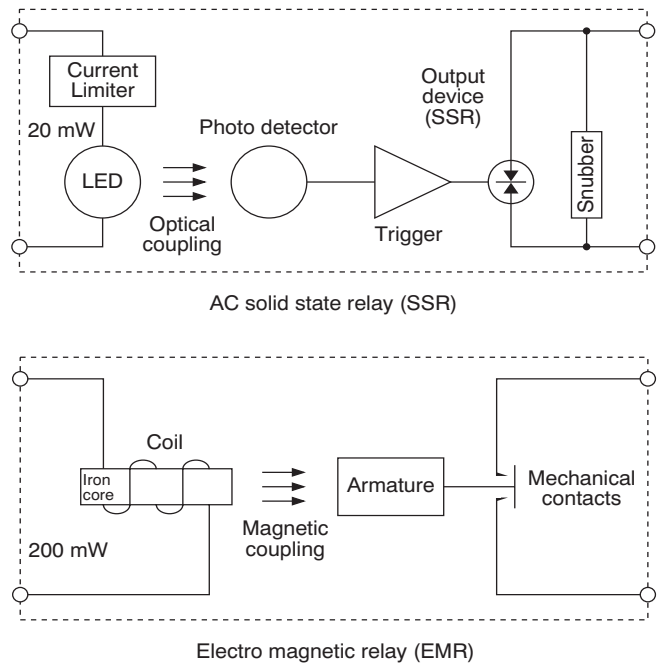 Current
Limiter
20 mW
LED
Optical
coupling
Photo detector
Trigger
Output
device
(SSR)
Snubber
AC solid state relay (SSR)
Iron
core
Coil
200 mW
Magnetic
coupling
Armature
Mechanical
contacts
Electro magnetic relay (EMR)